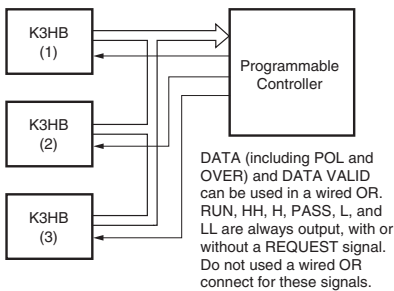 K3HB
(1)
Programmable
Controller
K3HB
(2)
K3HB
(3)
DATA (including POL and
OVER) and DATA VALID
can be used in a wired OR.
RUN, HH, H, PASS, L, and
LL are always output, with or
without a REQUEST signal.
Do not used a wired OR
connect for these signals.